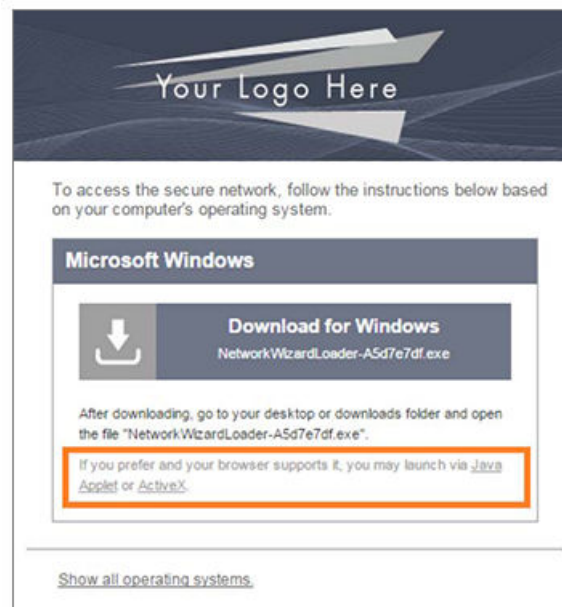 Your Logo Here
To access the secure network, follow the instructions below based
on your computer's operating system.
Microsoft Windows
Download for Windows
NetworkWizardLoader-A5d7e7df.exe
After downloading, go to your desktop or downloads folder and open
the file "NetworkWizardLoader-A5d7e7df.exe".
If you prefer and your browser supports it, you may launch via Java
Applet or ActiveX.
Show all operating systems.